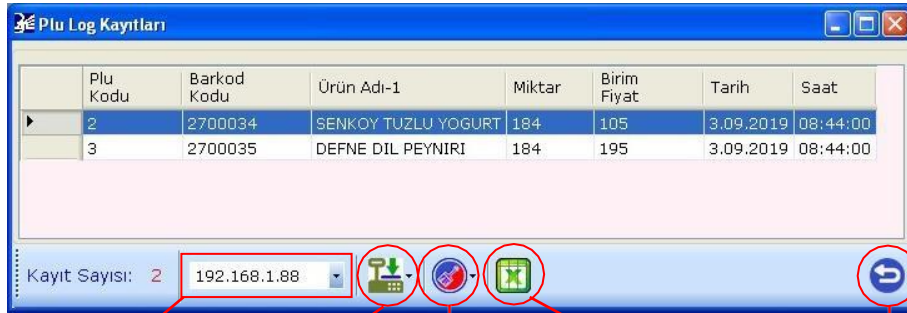 Plu Log Kayıtları
Plu Kodu Barkod Kodu Ürün Adı-1 Miktar Birim Fiyat Tarih Saat
2 2700034 SENKOY TUZLU YOGURT 184 105 3.09.2019 08:44:00
3 2700035 DEFNE DIL PEYNIRI 184 195 3.09.2019 08:44:00
Kayıt Sayısı: 2 192.168.1.88